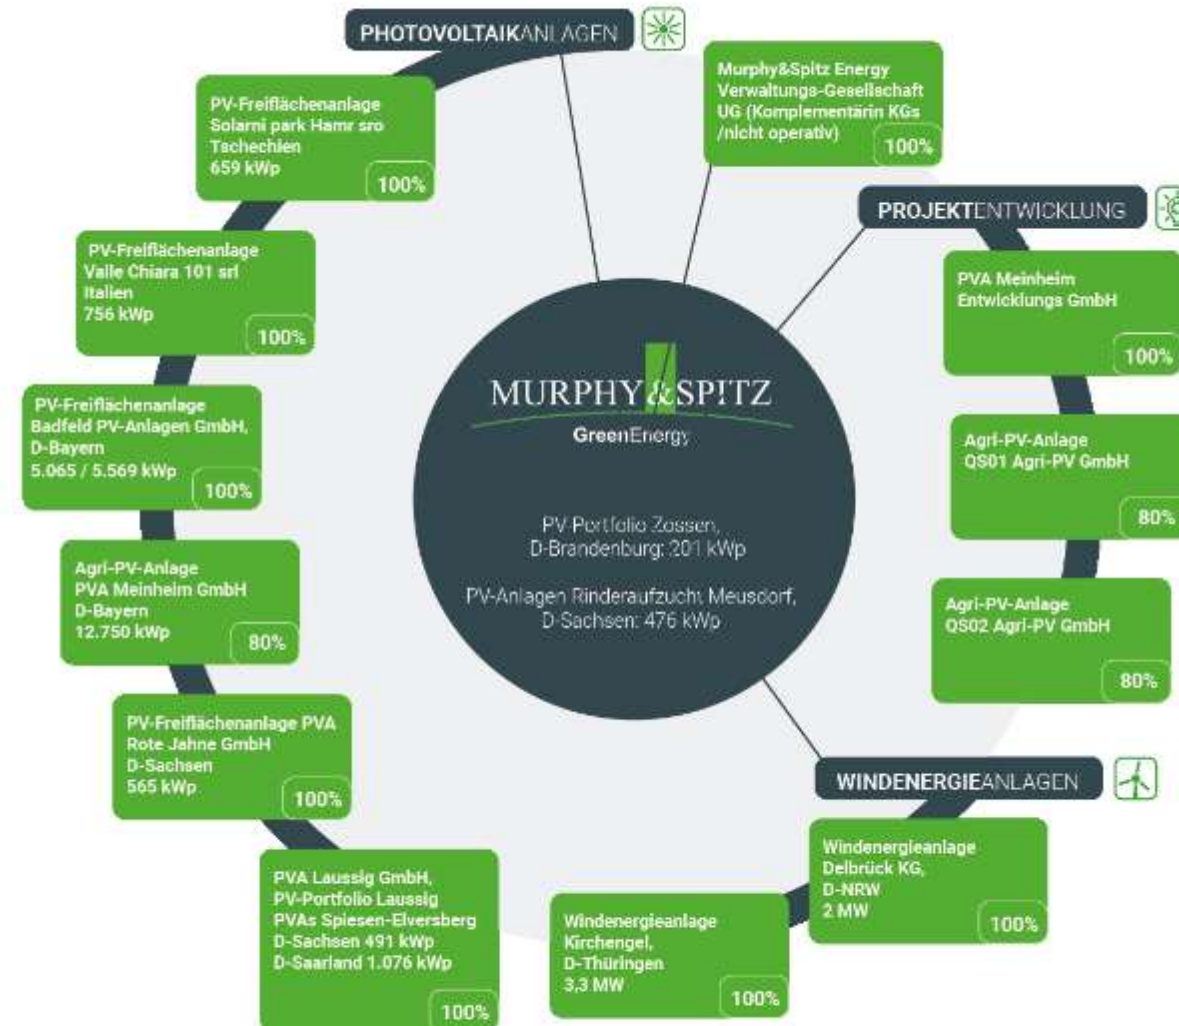 PHOTOVOLTAIKANLAGEN
PV-Freiflächenanlage
Solarni park Hamr sro
Tschechien
659 kWp
100%
PV-Freiflächenanlage
Valle Chiara 101 srl
Italien
756 kWp
100%
PV-Freiflächenanlage
Badfeld PV-Anlagen GmbH,
D-Bayern
5.065 / 5.569 kWp
100%
Agri-PV-Anlage
PVA Meinheim GmbH
D-Bayern
12.750 kWp
80%
PV-Freiflächenanlage PVA
Rote Jahne GmbH
D-Sachsen
565 kWp
100%
PVA Laussig GmbH,
PV-Portfolio Laussig
PVAs Spiesen-Elversberg
D-Sachsen 491 kWp
D-Saarland 1.076 kWp
100%
Murphy&Spitz Energy
Verwaltungs-Gesellschaft
UG (Komplementärin KGs
/nicht operativ)
100%
MURPHY&SPITZ
GreenEnergy
PV-Portfolio Zossen,
D-Brandenburg: 201 kWp
PV-Anlagen Rinderaufzucht Meusdorf,
D-Sachsen: 476 kWp
PROJEKTENTWICKLUNG
PVA Meinheim
Entwicklungs GmbH
100%
Agri-PV-Anlage
QS01 Agri-PV GmbH
80%
Agri-PV-Anlage
QS02 Agri-PV GmbH
80%
WINDENERGIEANLAGEN
Windenergieanlage
Delbrück KG,
D-NRW
2 MW
100%
Windenergieanlage
Kirchengel,
D-Thüringen
3,3 MW
100%